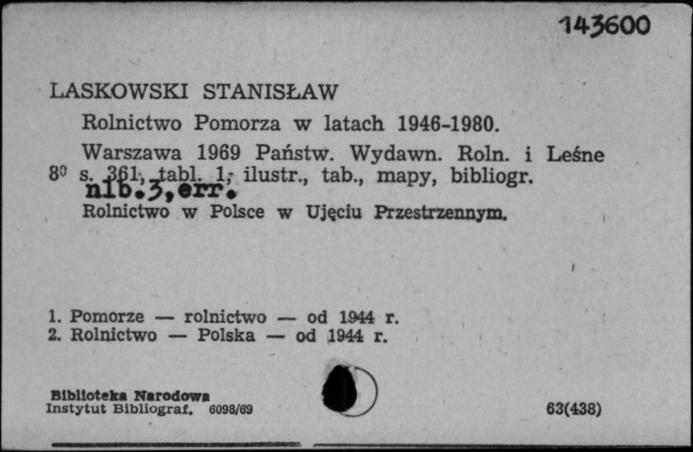 143600
LASKOWSKI STANISŁAW
Rolnictwo Pomorza w latach 1946-1980.
Warszawa 1969 Państw. Wydawn. Roln. i Leśne
8⁰ s. 361, tabl. 1, ilustr., tab., mapy, bibliogr.
nlb.3, err.
Rolnictwo w Polsce w Ujęciu Przestrzennym.
1. Pomorze — rolnictwo — od 1944 r.
2. Rolnictwo — Polska — od 1944 r.
Biblioteka Narodowa
Instytut Bibliograf. 6098/69
63(438)